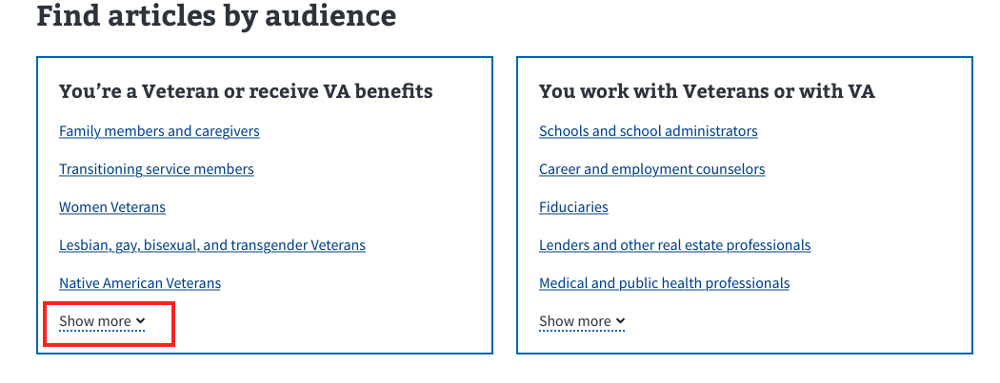 Find articles by audience
You’re a Veteran or receive VA benefits
Family members and caregivers
Transitioning service members
Women Veterans
Lesbian, gay, bisexual, and transgender Veterans
Native American Veterans
Show more
You work with Veterans or with VA
Schools and school administrators
Career and employment counselors
Fiduciaries
Lenders and other real estate professionals
Medical and public health professionals
Show more